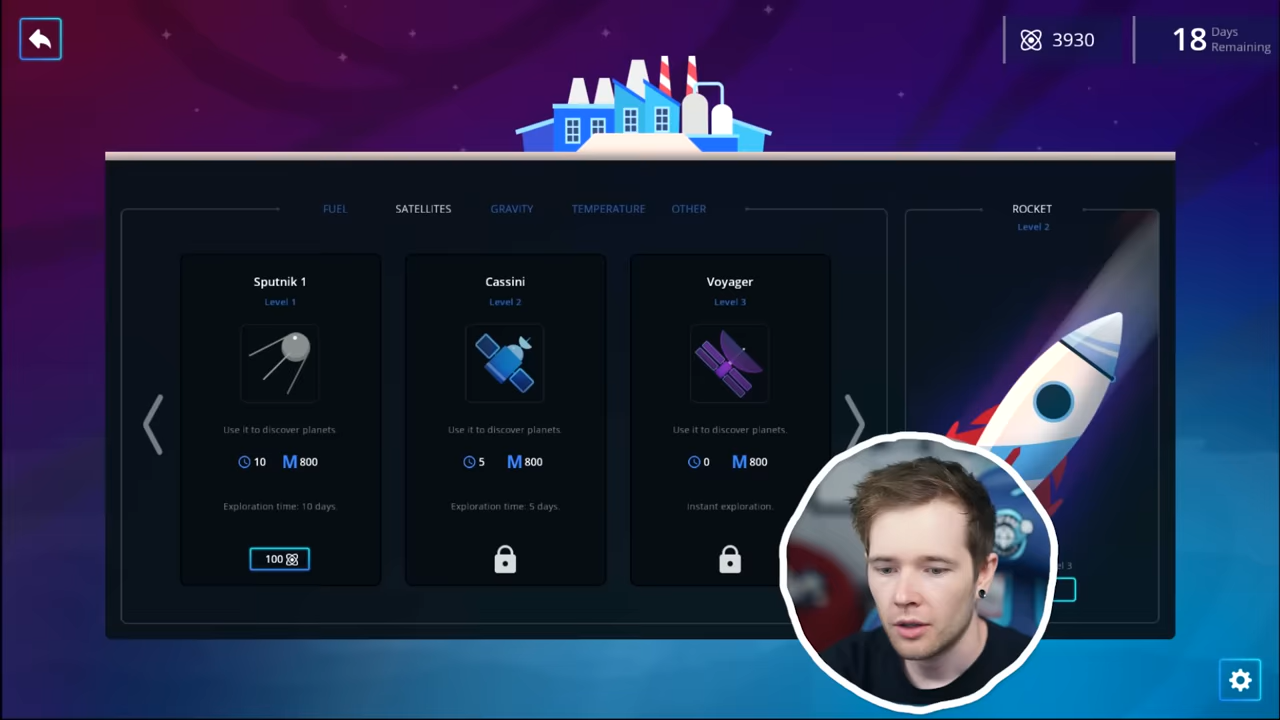 3930
18 Days Remaining
FUEL SATELLITES GRAVITY TEMPERATURE OTHER
ROCKET
Level 2
Sputnik 1
Level 1
Use it to discover planets
10 M 800
Exploration time: 10 days.
100
Cassini
Level 2
Use it to discover planets.
5 M 800
Exploration time: 5 days.
Voyager
Level 3
Use it to discover planets.
0 M 800
instant exploration.
3